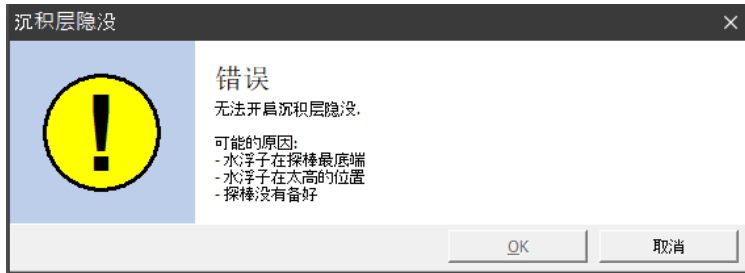 沉积层隐没
错误
无法开启沉积层隐没.
可能的原因:
- 水浮子在探棒最底端
- 水浮子在太高的位置
- 探棒没有备好
OK
取消